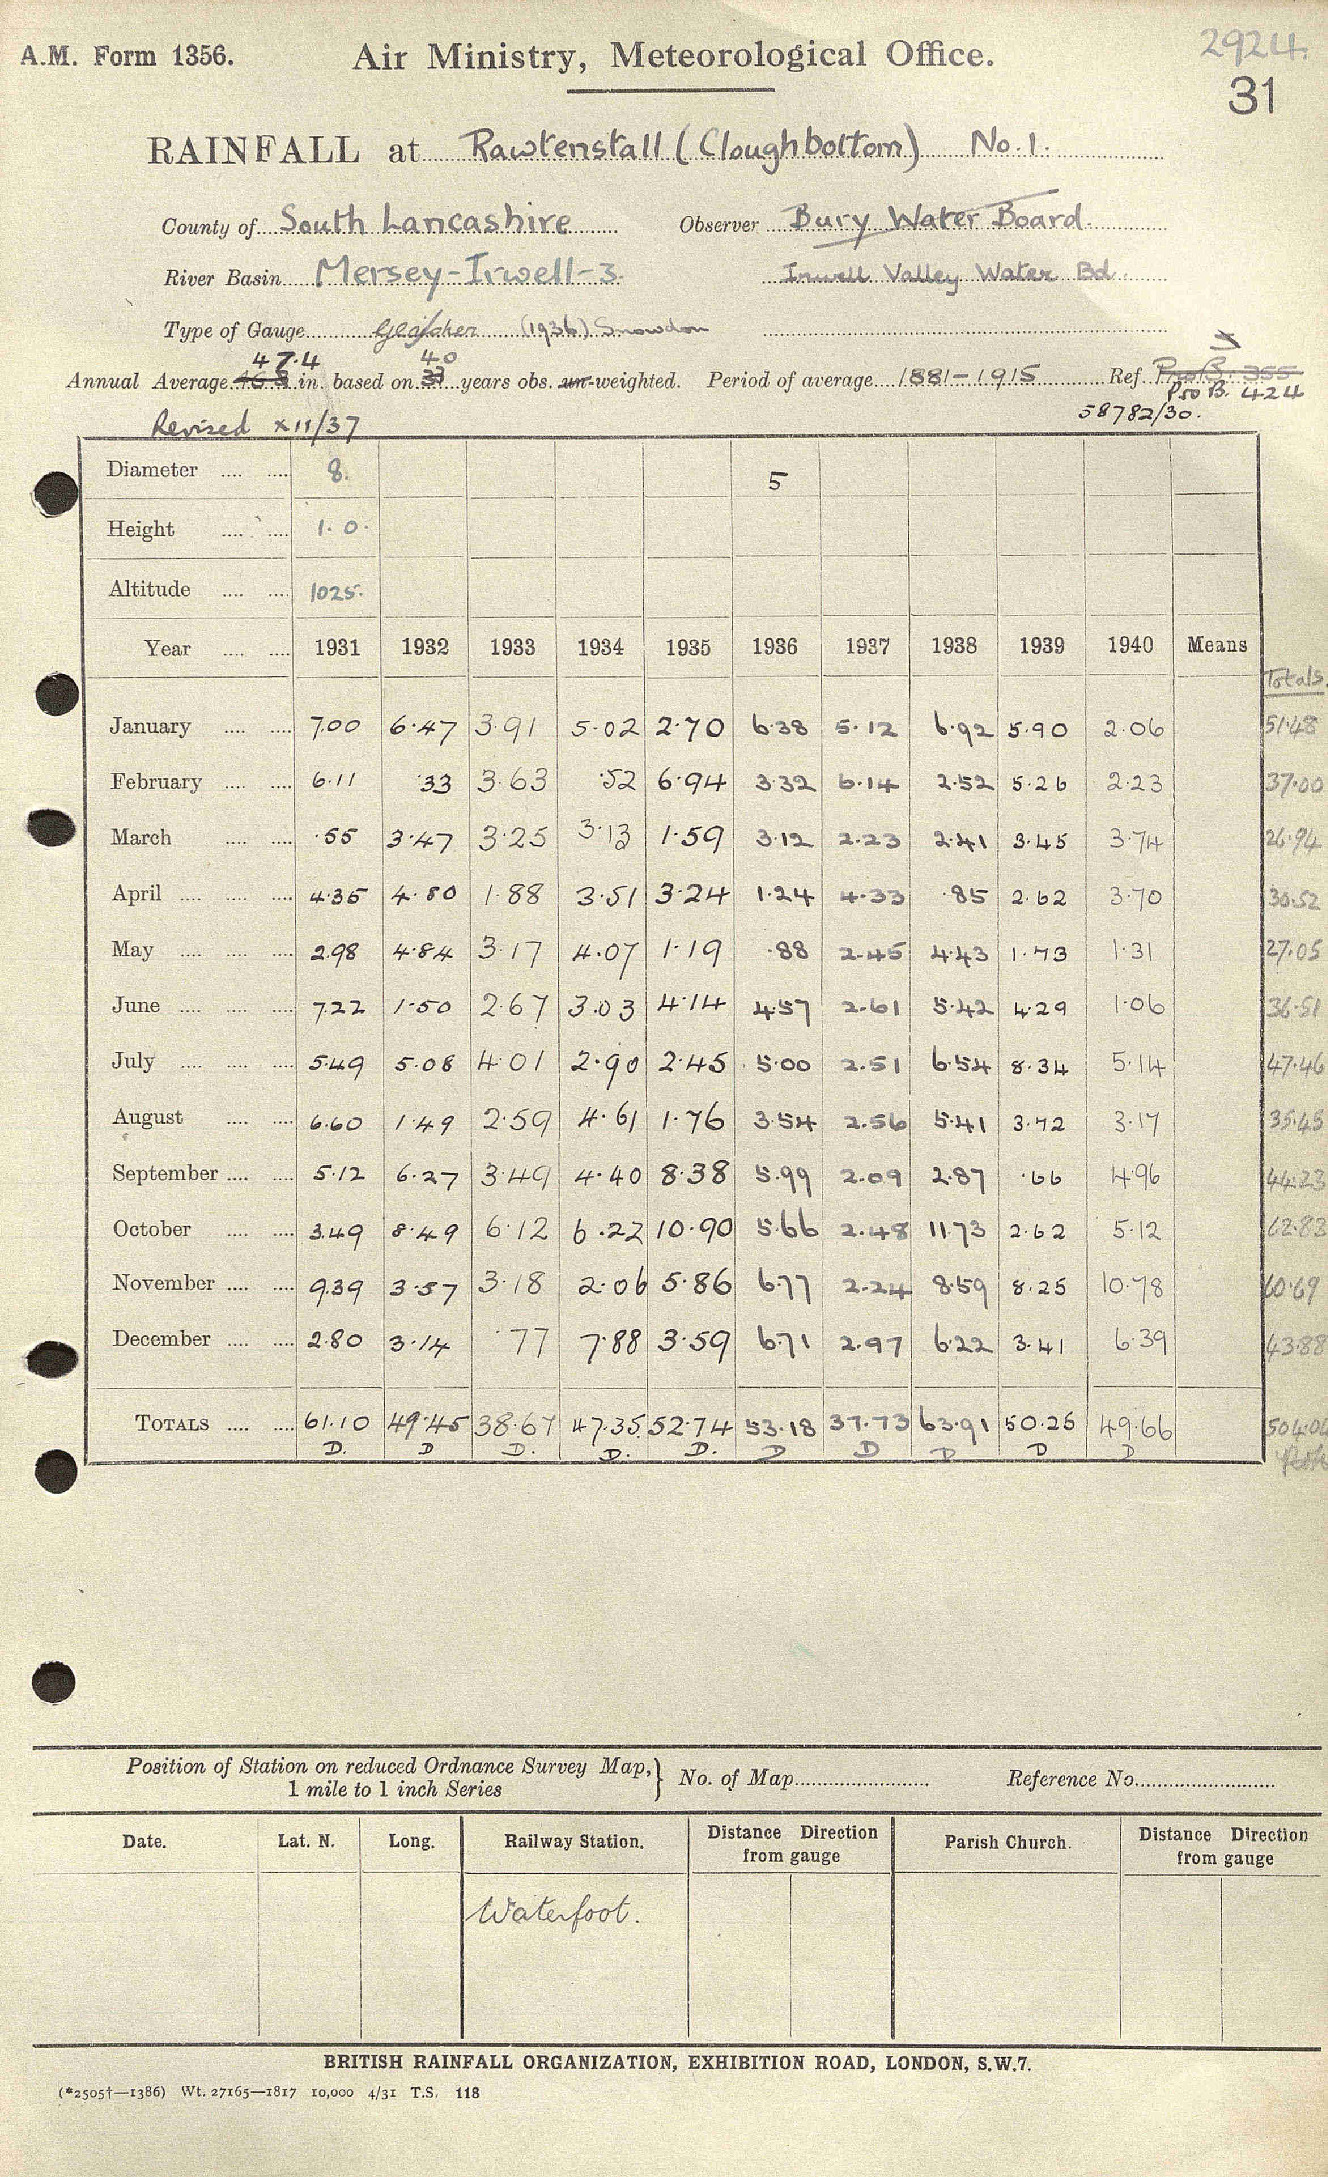 2924.
A.M. Form 1356. Air Ministry, Meteorological Office.
31
RAINFALL at Rawtenstall (Cloughbottom) No. 1.
County of South Lancashire Observer Bury Water Board.
River Basin Mersey-Irwell-3. Irwell Valley Water Bd.
Type of Gauge Glaisher (1936) Snowdon
47.4 40
Annual Average in. based on 33 years obs. un-weighted. Period of average 1881-1915 Ref. Pro B. 355
Pro B. 424
Revised XII/37 58782/30.
Diameter .... .... 8. 5
Height .... .... 1.0.
Altitude .... .... 1025.
Year .... .... 1931 1932 1933 1934 1935 1936 1937 1938 1939 1940 Means
Totals.
January .... .... 7.00 6.47 3.91 5.02 2.70 6.38 5.12 6.92 5.90 2.06 51.48
February .... .... 6.11 .33 3.63 .52 6.94 3.32 6.14 2.52 5.26 2.23 37.00
March .... .... .55 3.47 3.25 3.13 1.59 3.12 2.23 2.41 3.45 3.74 26.94
April .... .... .... 4.35 4.80 1.88 3.51 3.24 1.24 4.33 .85 2.62 3.70 30.52
May .... .... .... 2.98 4.84 3.17 4.07 1.19 .88 2.45 4.43 1.73 1.31 27.05
June .... .... .... 7.22 1.50 2.67 3.03 4.14 4.57 2.61 5.42 4.29 1.06 36.51
July .... .... .... 5.49 5.08 4.01 2.90 2.45 5.00 2.51 6.54 8.34 5.14 47.46
August .... .... 6.60 1.49 2.59 4.61 1.76 3.54 2.56 5.41 3.72 3.17 35.45
September .... .... 5.12 6.27 3.49 4.40 8.38 5.99 2.09 2.87 .66 4.96 44.23
October .... .... 3.49 8.49 6.12 6.22 10.90 5.66 2.48 11.73 2.62 5.12 62.83
November .... .... 9.39 3.57 3.18 2.06 5.86 6.77 2.24 8.59 8.25 10.78 60.69
December .... .... 2.80 3.14 .77 7.88 3.59 6.71 2.97 6.22 3.41 6.39 43.88
TOTALS .... .... 61.10 49.45 38.67 47.35 52.74 53.18 37.73 63.91 50.25 49.66 504.04
D. D D. D. D. D D D D D
Position of Station on reduced Ordnance Survey Map,} No. of Map Reference No.
1 mile to 1 inch Series
Date. Lat. N. Long. Railway Station. Distance Direction from gauge Parish Church. Distance Direction from gauge
Waterfoot.
BRITISH RAINFALL ORGANIZATION, EXHIBITION ROAD, LONDON, S.W.7.
(*2505†—1386) Wt. 27165—1817 10,000 4/31 T.S. 118